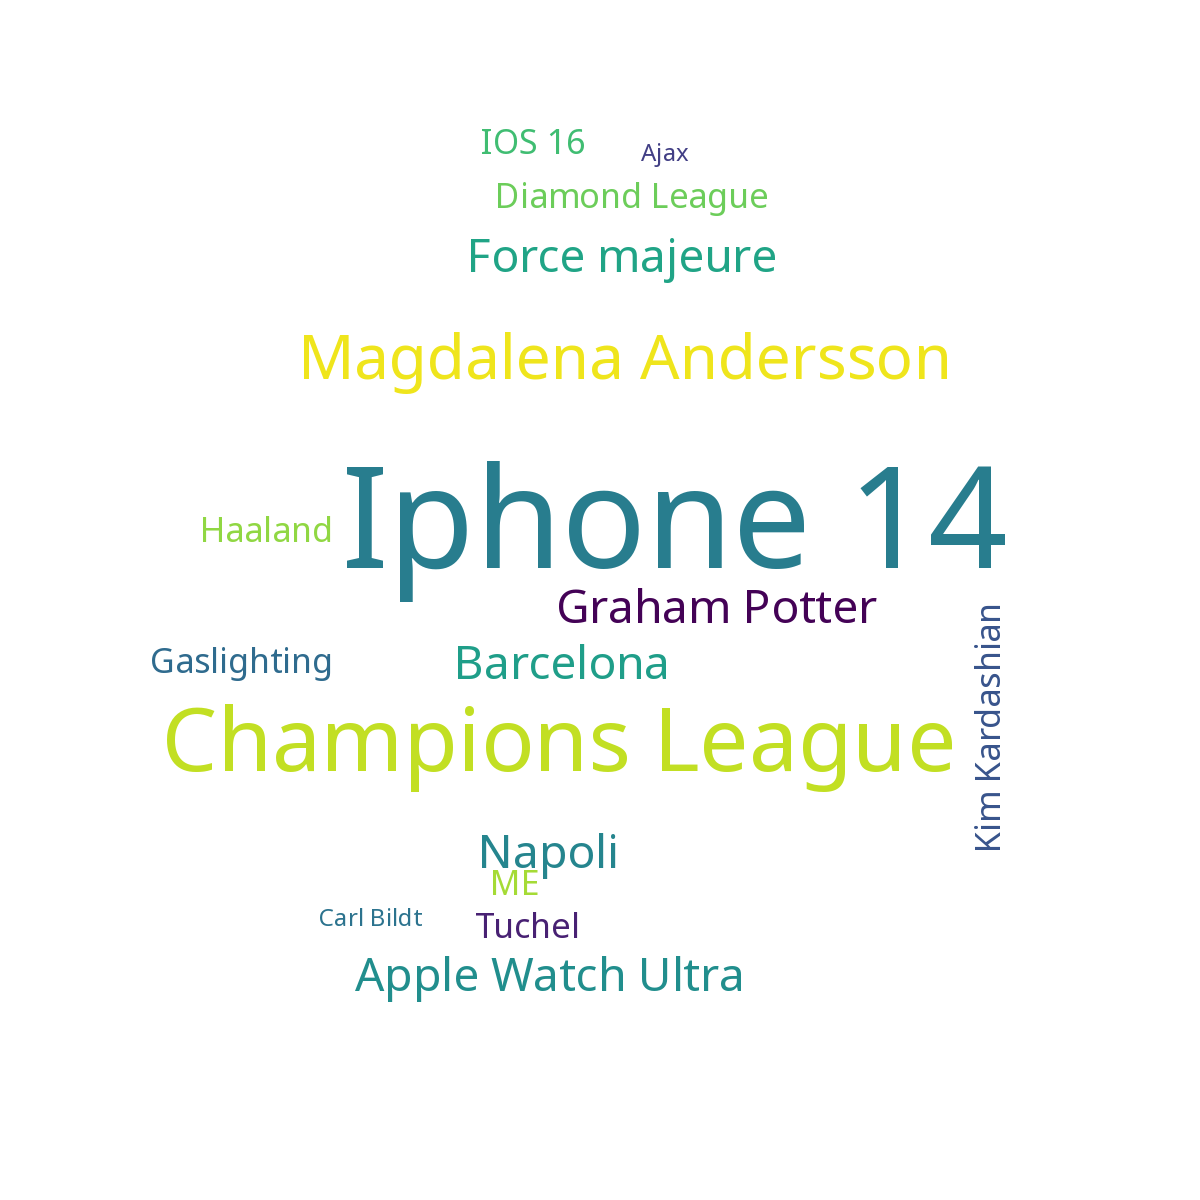 IOS 16
Ajax
Diamond League
Force majeure
Magdalena Andersson
Iphone 14
Haaland
Graham Potter
Gaslighting
Barcelona
Kim Kardashian
Champions League
Napoli
ME
Carl Bildt
Tuchel
Apple Watch Ultra